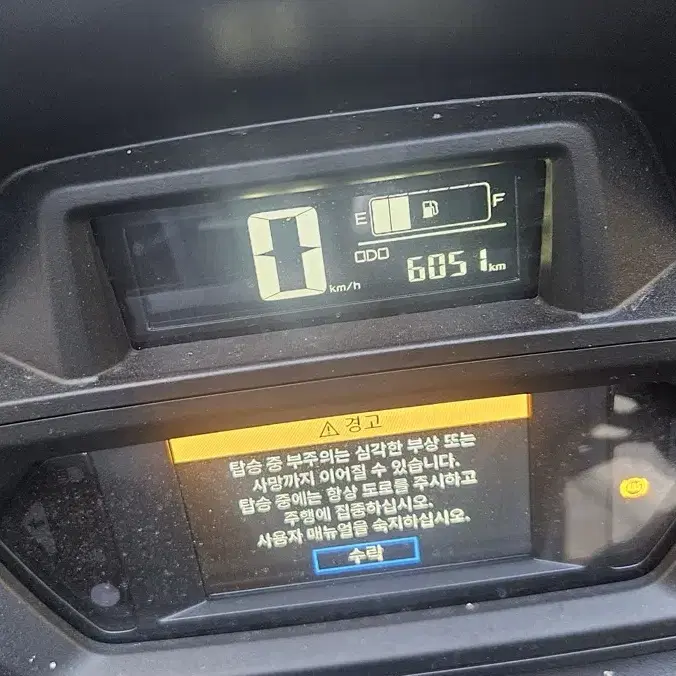 0 km/h
E F
ODO 6051 km
경고
탑승 중 부주의는 심각한 부상 또는
사망까지 이어질 수 있습니다.
탑승 중에는 항상 도로를 주시하고
주행에 집중하십시오.
사용자 매뉴얼을 숙지하십시오.
수락